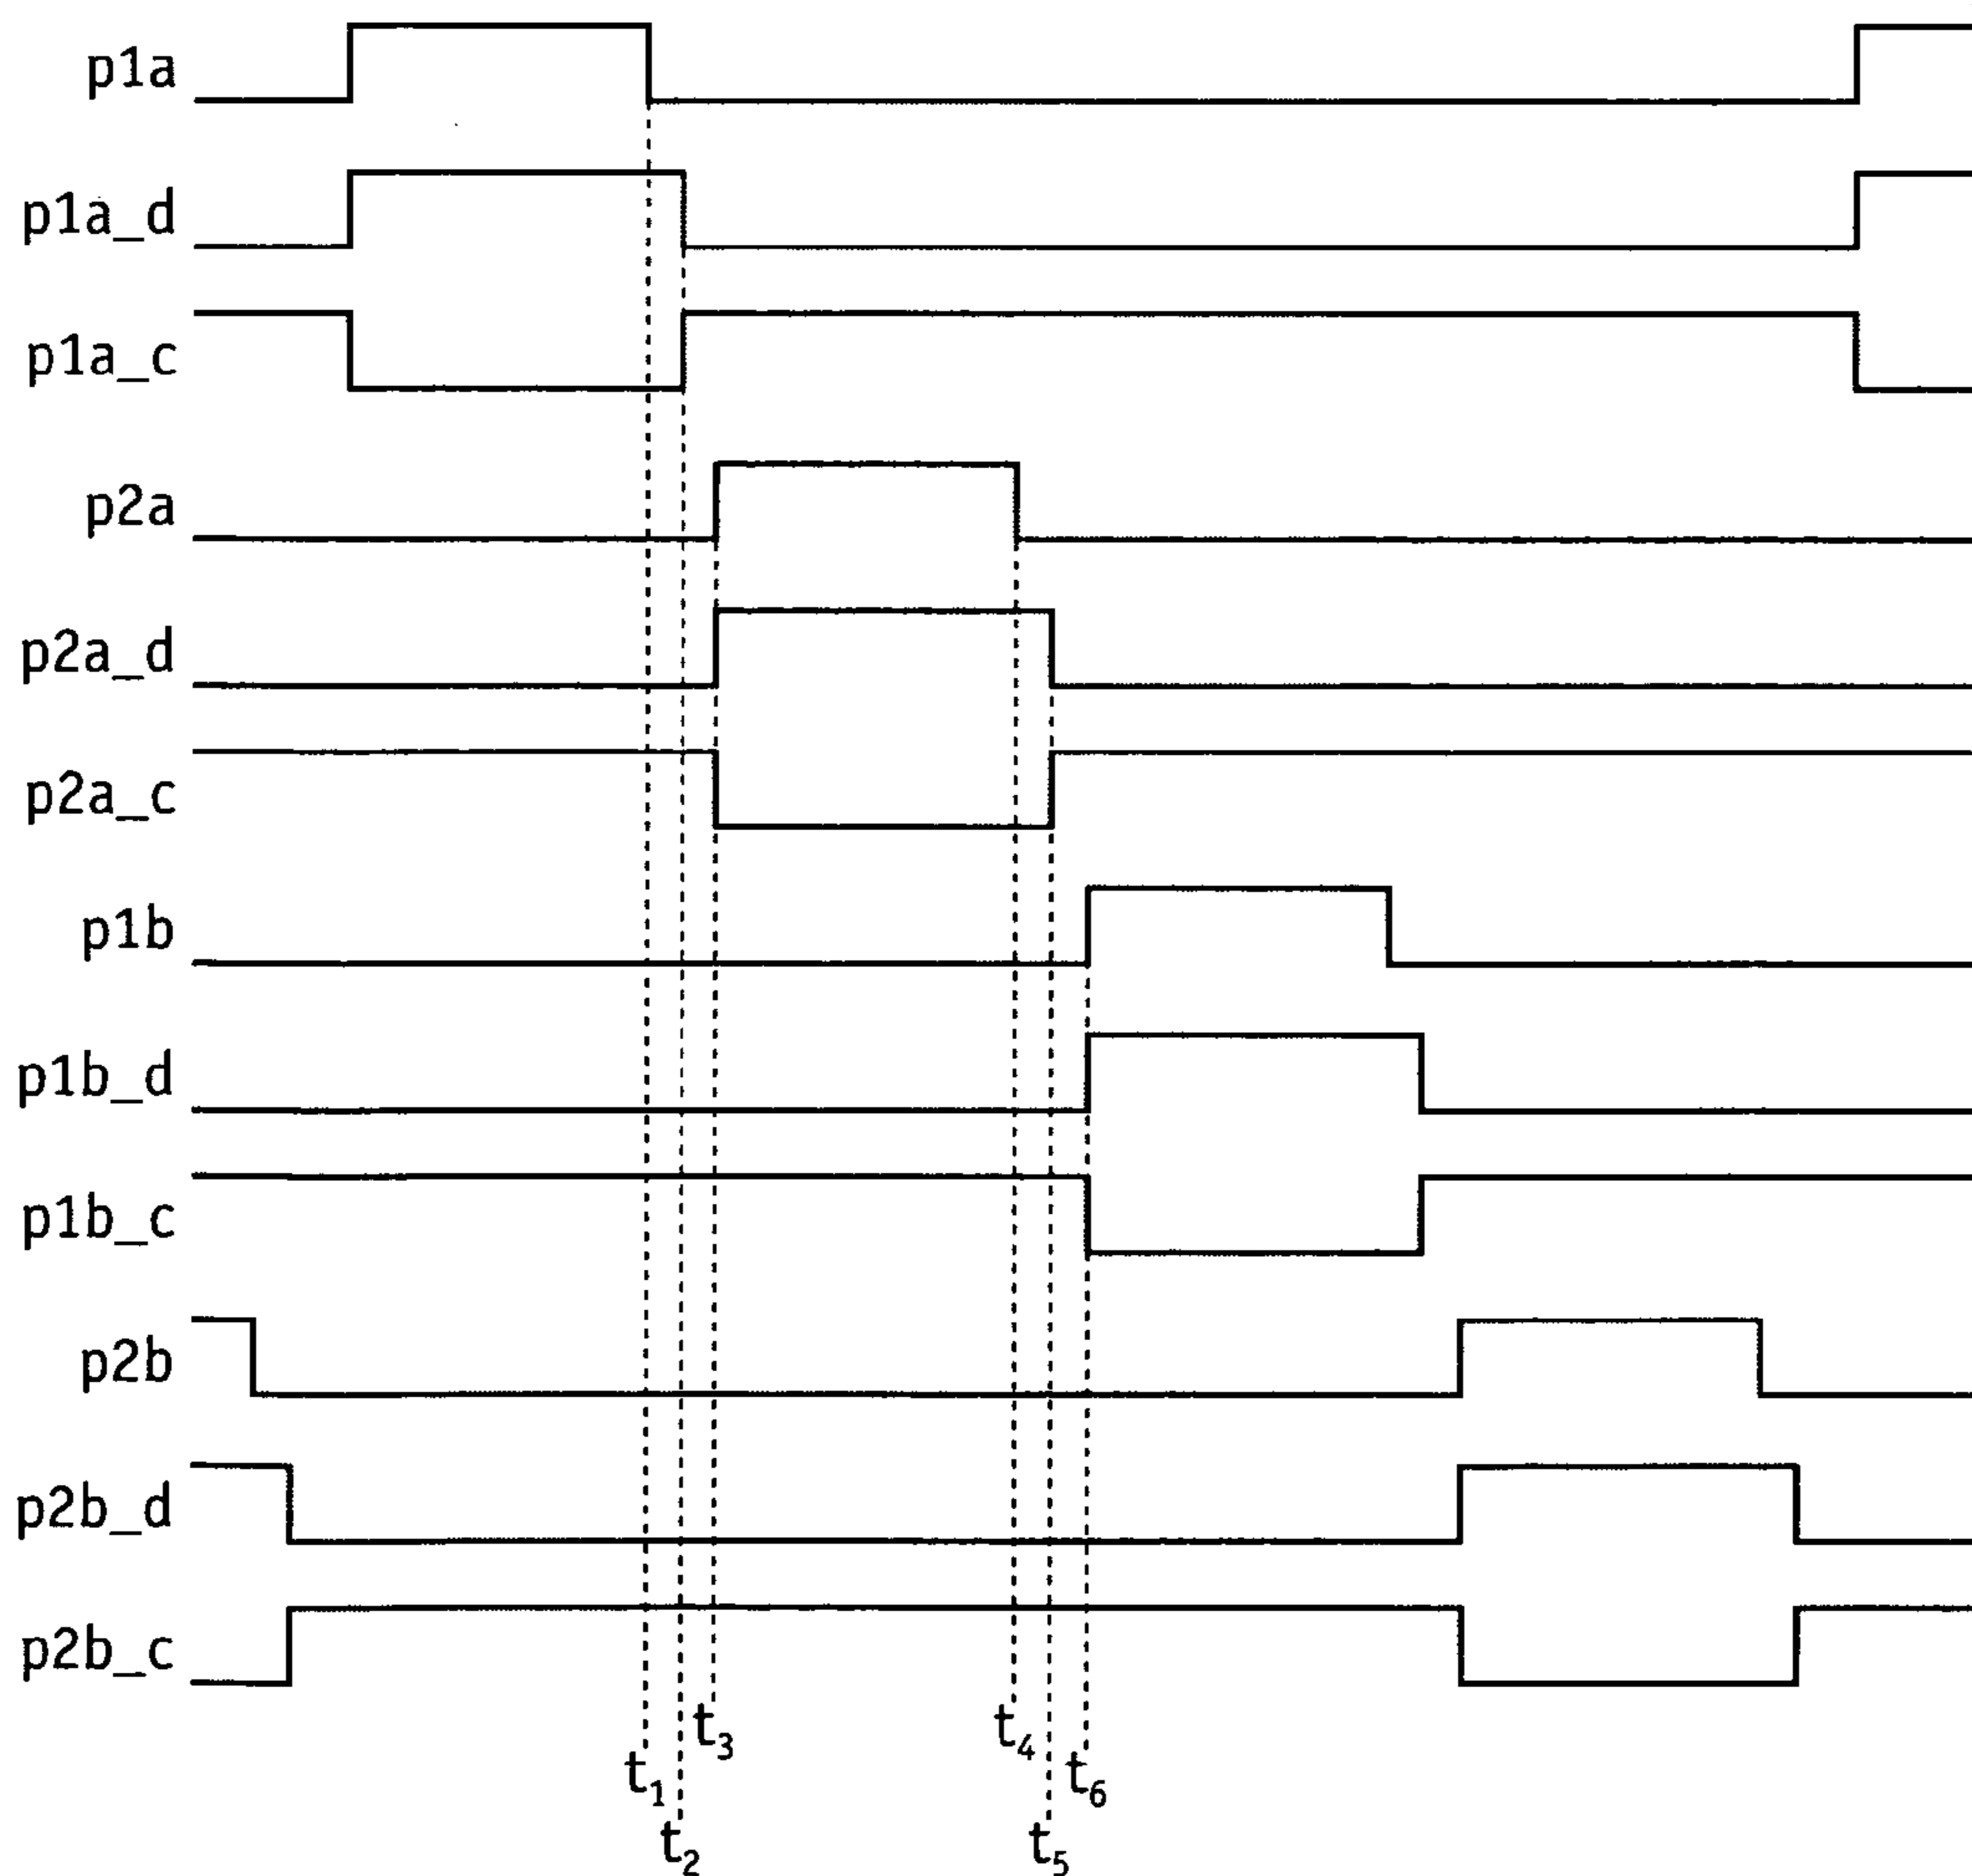 p1a
p1a_d
p1a_c
p2a
p2a_d
p2a_c
p1b
p1b_d
p1b_c
p2b
p2b_d
p2b_c
t3 t4
t1 t6
t2 t5